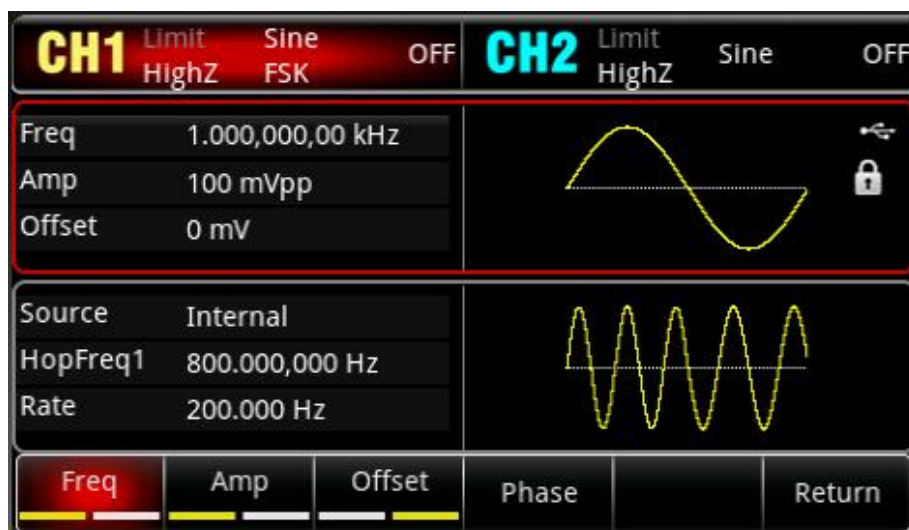 CH1 Limit Sine OFF CH2 Limit Sine OFF
HighZ FSK HighZ
Freq 1.000,000,00 kHz
Amp 100 mVpp
Offset 0 mV
Source Internal
HopFreq1 800.000,000 Hz
Rate 200.000 Hz
Freq Amp Offset Phase Return